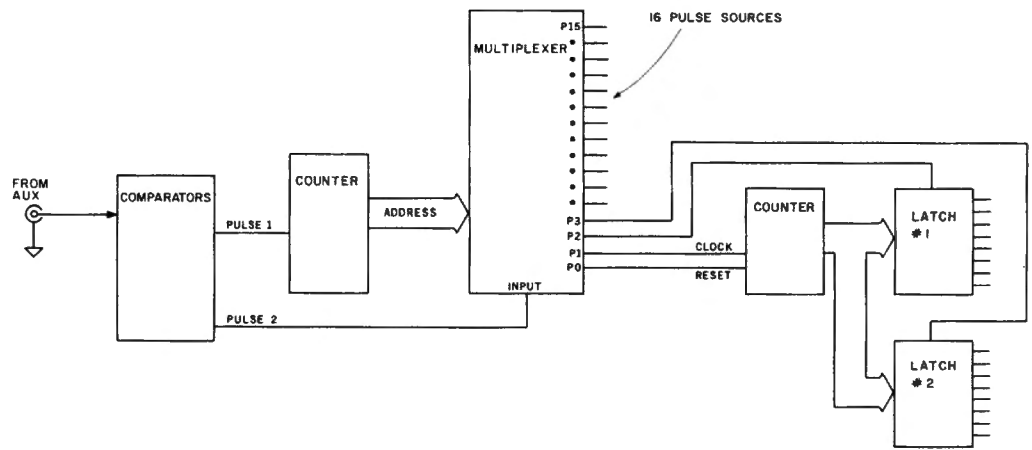 16 PULSE SOURCES
P15
MULTIPLEXER
FROM
AUX
COMPARATORS
COUNTER
ADDRESS
PULSE 1
PULSE 2
INPUT
P3
P2
P1
P0
CLOCK
RESET
COUNTER
LATCH
#1
LATCH
#2